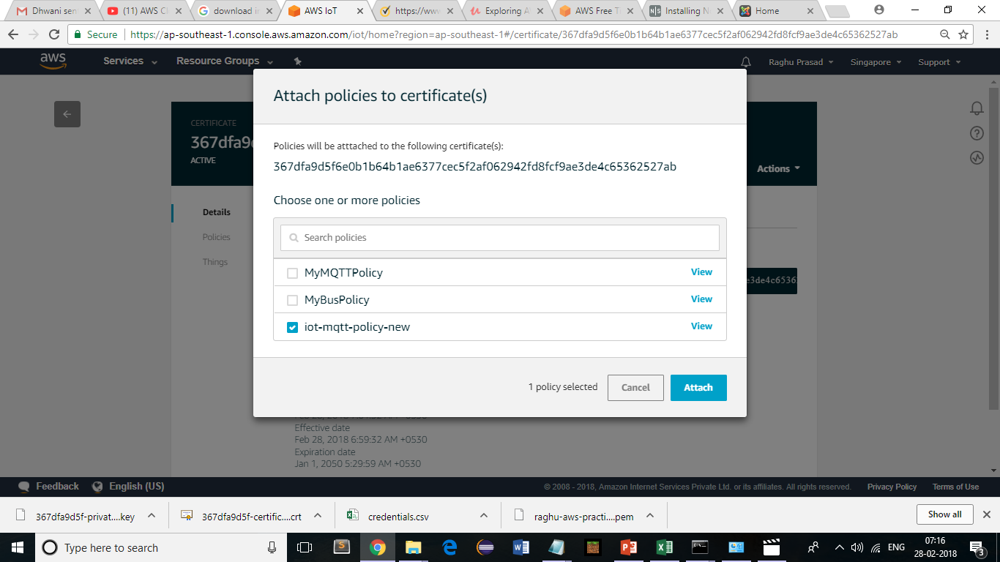 Dhwani sen
(11) AWS C
download in
AWS IoT
https://www
Exploring A
AWS Free T
Installing N
Home
Secure
https://ap-southeast-1.console.aws.amazon.com/iot/home?region=ap-southeast-1#/certificate/367dfa9d5f6e0b1b64b1ae6377cec5f2af062942fd8fcf9ae3de4c65362527ab
aws
Services
Resource Groups
Raghu Prasad
Singapore
Support
Attach policies to certificate(s)
CERTIFICATE
367dfa9d
ACTIVE
Actions
Policies will be atttached to the following certificate(s):
367dfa9d5f6e0b1b64b1ae6377cec5f2af062942fd8fcf9ae3de4c65362527ab
Choose one or more policies
Details
Policies
Things
Search policies
MyMQTTPolicy View
MyBusPolicy View
iot-mqtt-policy-new View
e3de4c6536
1 policy selected
Cancel
Attach
Effective date
Feb 28, 2018 6:59:32 AM +0530
Expiration date
Jan 1, 2050 5:29:59 AM +0530
Feedback
English (US)
© 2008 - 2018, Amazon Internet Services Private Ltd. or its affiliates. All rights reserved.
Privacy Policy
Terms of Use
367dfa9d5f-privat....key
367dfa9d5f-certific....crt
credentials.csv
raghu-aws-practi....pem
Show all
Type here to search
ENG
07:16
28-02-2018
3